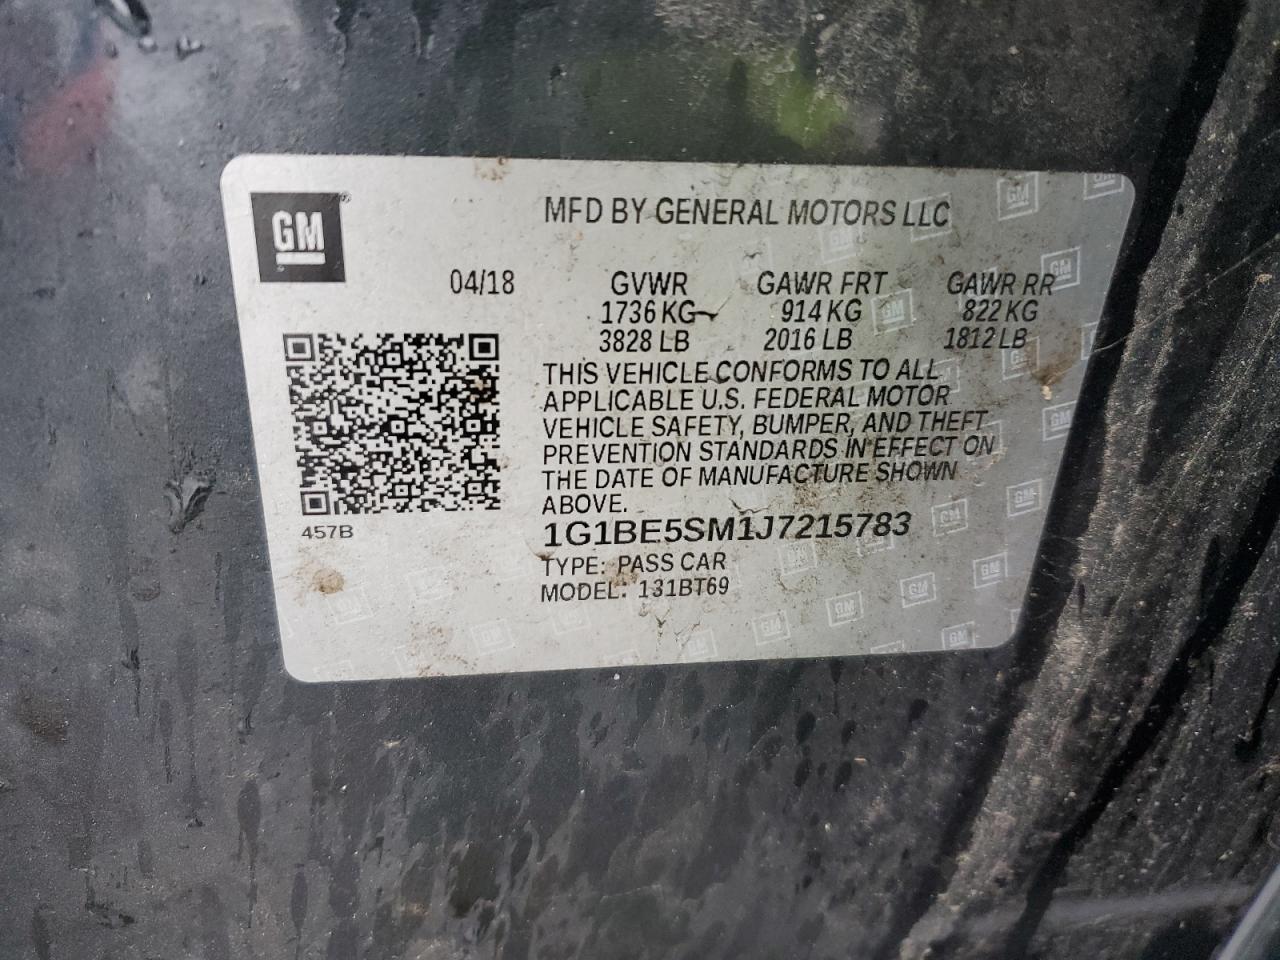 GM
MFD BY GENERAL MOTORS LLC
04/18 GVWR GAWR FRT GAWR RR
1736 KG 914 KG 822 KG
3828 LB 2016 LB 1812 LB
THIS VEHICLE CONFORMS TO ALL
APPLICABLE U.S. FEDERAL MOTOR
VEHICLE SAFETY, BUMPER, AND THEFT
PREVENTION STANDARDS IN EFFECT ON
THE DATE OF MANUFACTURE SHOWN
ABOVE.
457B
1G1BE5SM1J7215783
TYPE: PASS CAR
MODEL: 131BT69